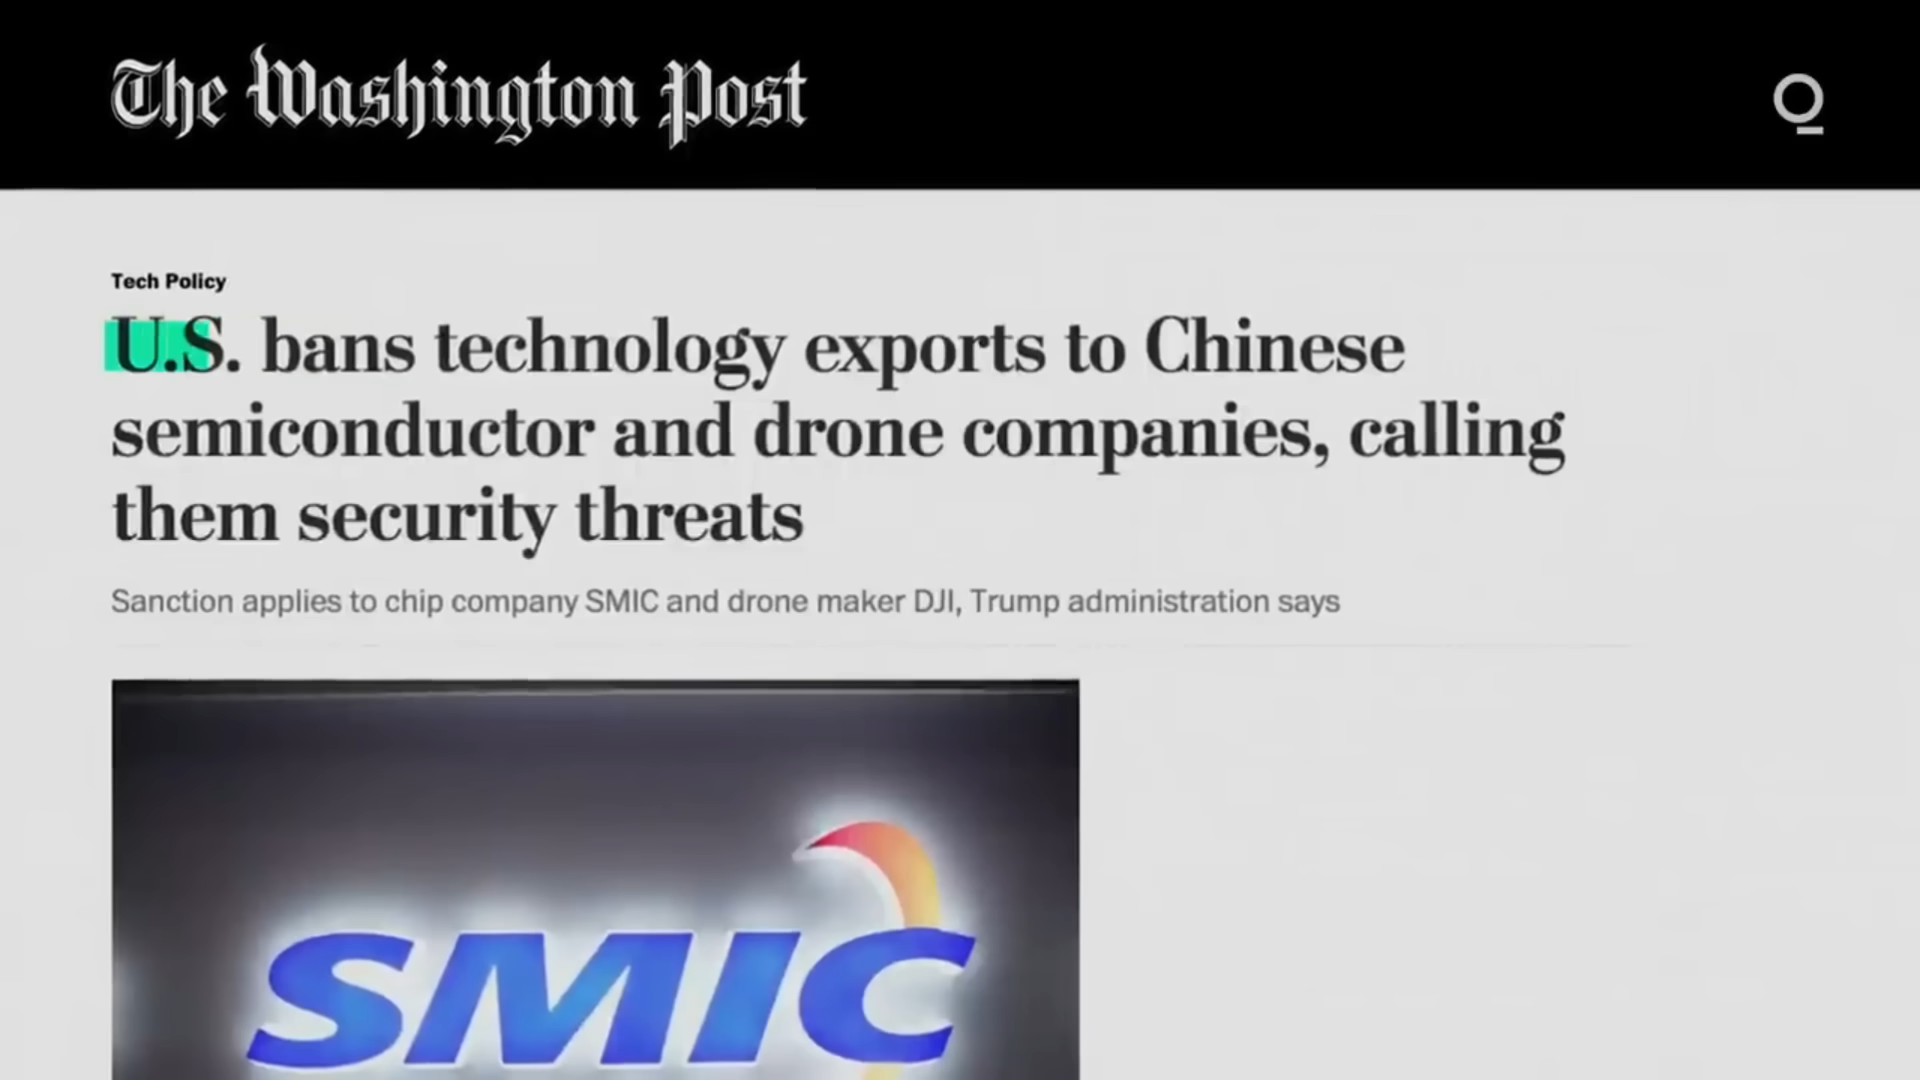 The Washington Post
Tech Policy
U.S. bans technology exports to Chinese
semiconductor and drone companies, calling
them security threats
Sanction applies to chip company SMIC and drone maker DJI, Trump administration says
SMIC